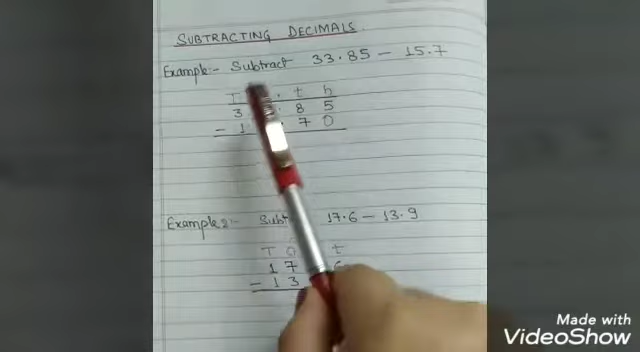 SUBTRACTING DECIMALS.
Example:- Subtract 33.85 - 15.7
T . t h
3 . 8 5
- 1 . 7 0
Example 2:- 17.6 - 13.9
T O t
1 7
- 1 3
Made with
VideoShow